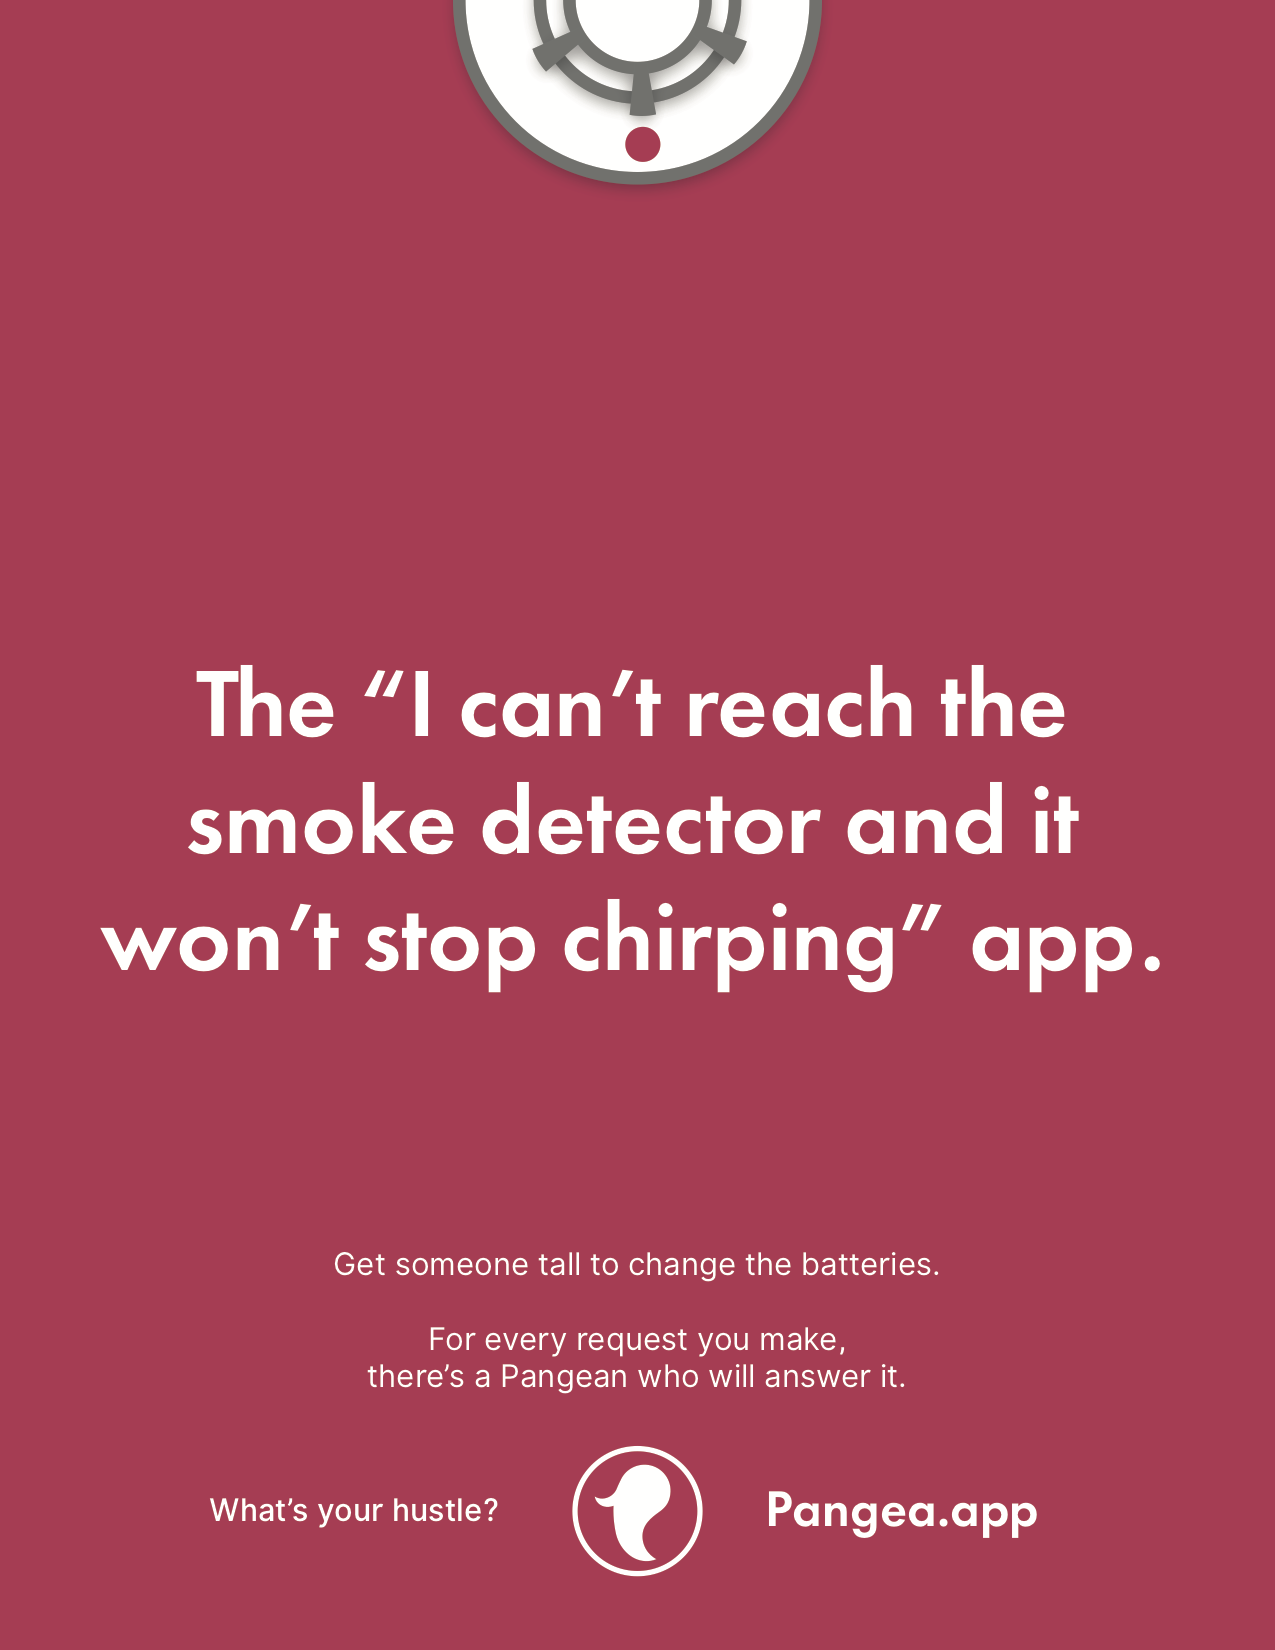 The “I can’t reach the
smoke detector and it
won’t stop chirping” app.
Get someone tall to change the batteries.
For every request you make,
there’s a Pangean who will answer it.
What’s your hustle?
Pangea.app